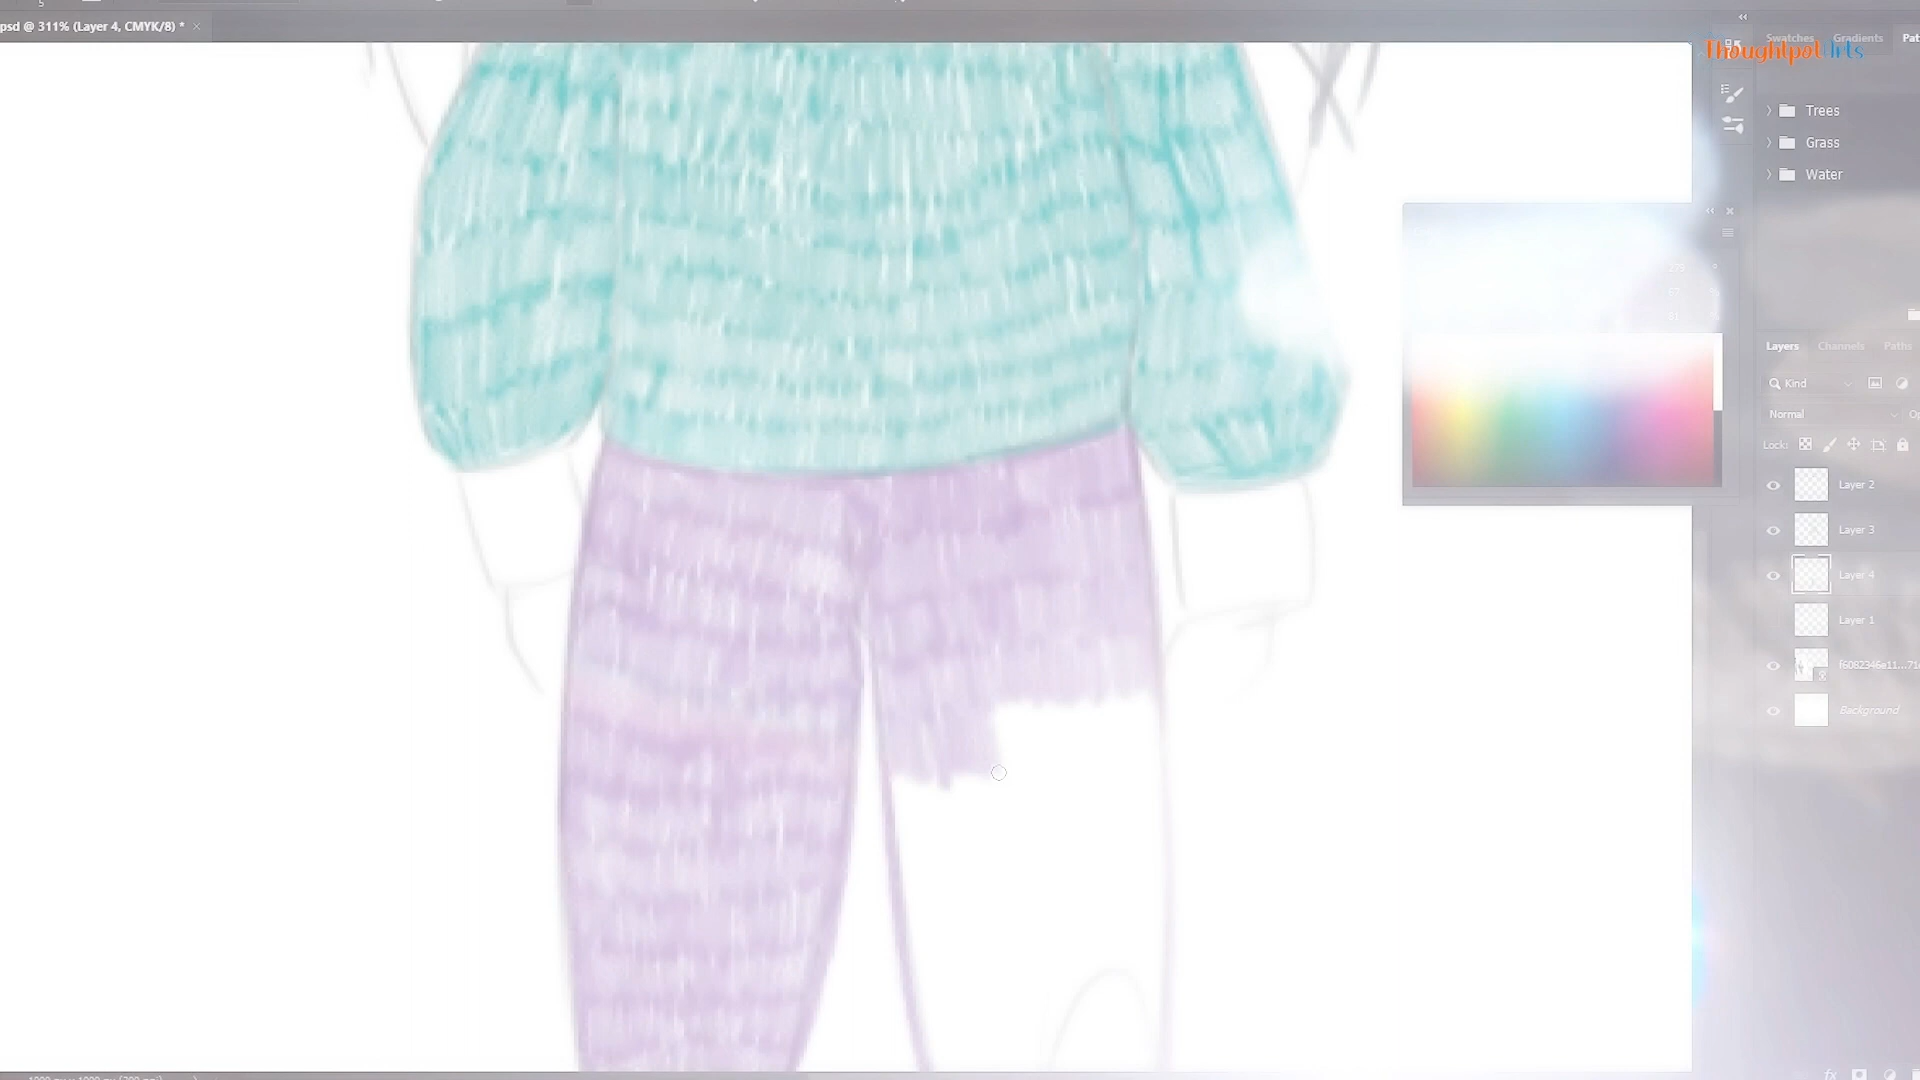 psd @ 311% (Layer 4, CMYK/8) *
Swatches Gradients
Thoughtpot Arts
Trees
Grass
Water
Layers Channels Paths
Kind
Normal
Lock:
Layer 2
Layer 3
Layer 4
Layer 1
Background
fx